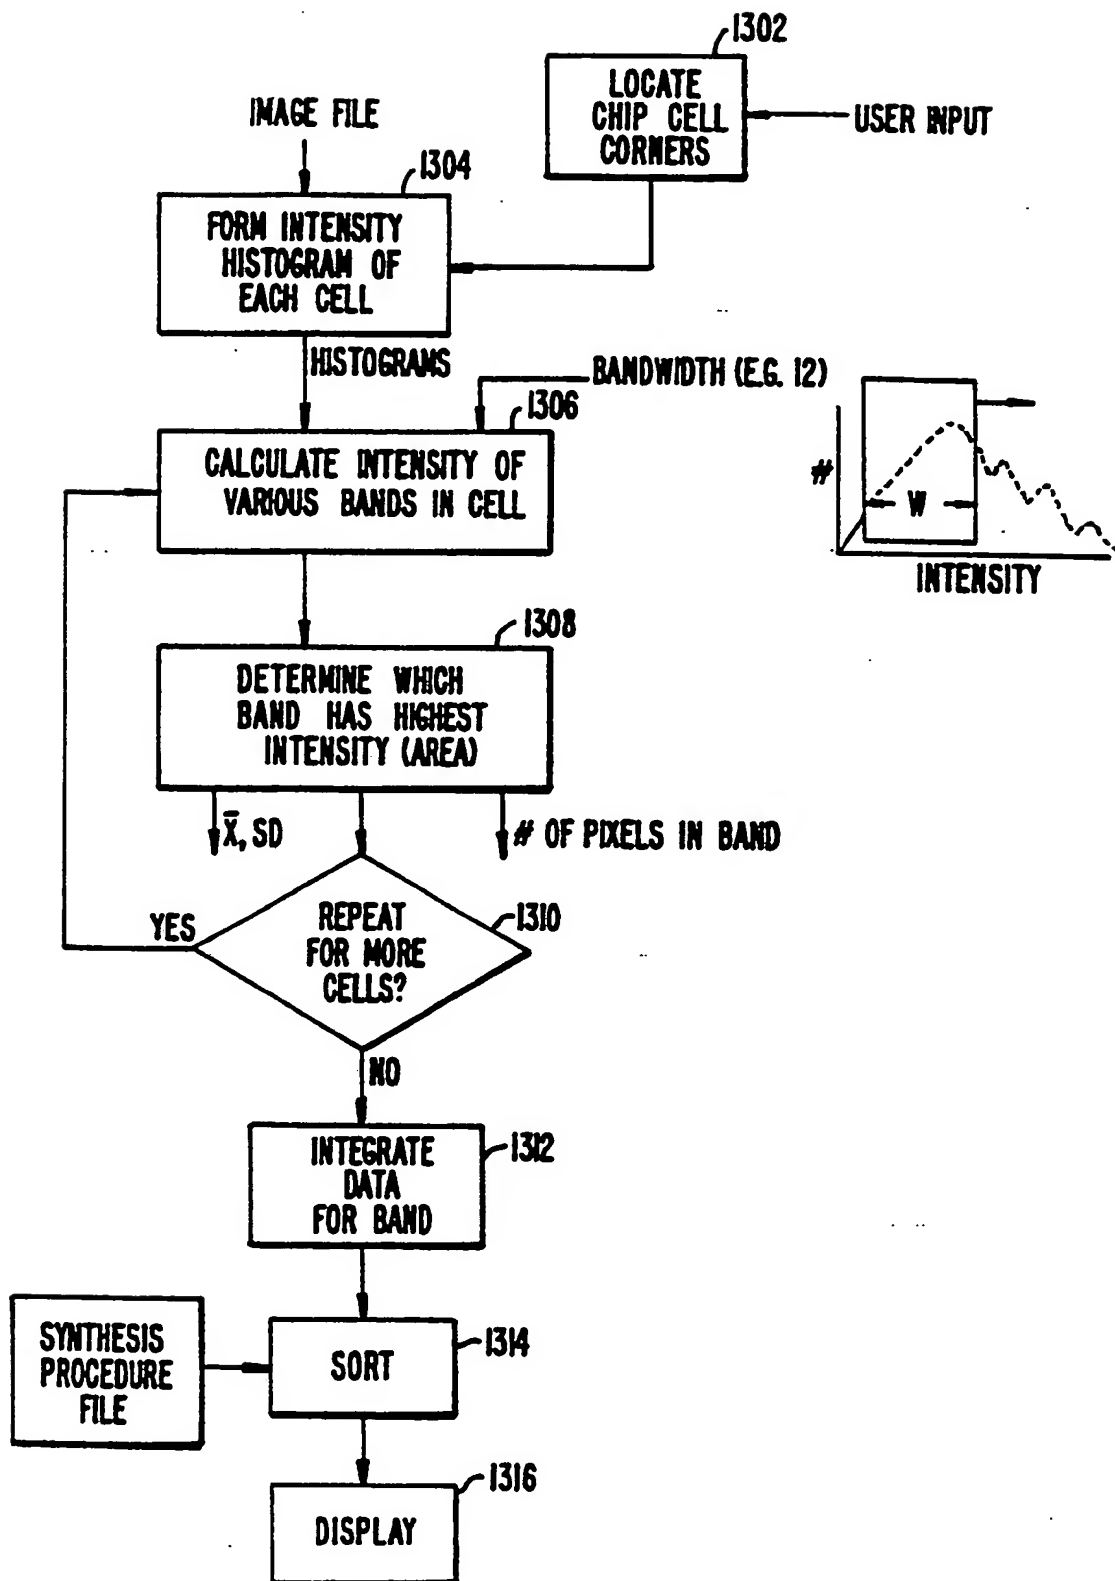 1302
LOCATE
CHIP CELL
CORNERS
USER INPUT
IMAGE FILE
1304
FORM INTENSITY
HISTOGRAM OF
EACH CELL
HISTOGRAMS
BANDWIDTH (E.G. 12)
1306
CALCULATE INTENSITY OF
VARIOUS BANDS IN CELL
#
W
INTENSITY
1308
DETERMINE WHICH
BAND HAS HIGHEST
INTENSITY (AREA)
X̅, SD
# OF PIXELS IN BAND
YES
REPEAT
FOR MORE
CELLS?
1310
NO
INTEGRATE
DATA
FOR BAND
1312
SYNTHESIS
PROCEDURE
FILE
SORT
1314
1316
DISPLAY